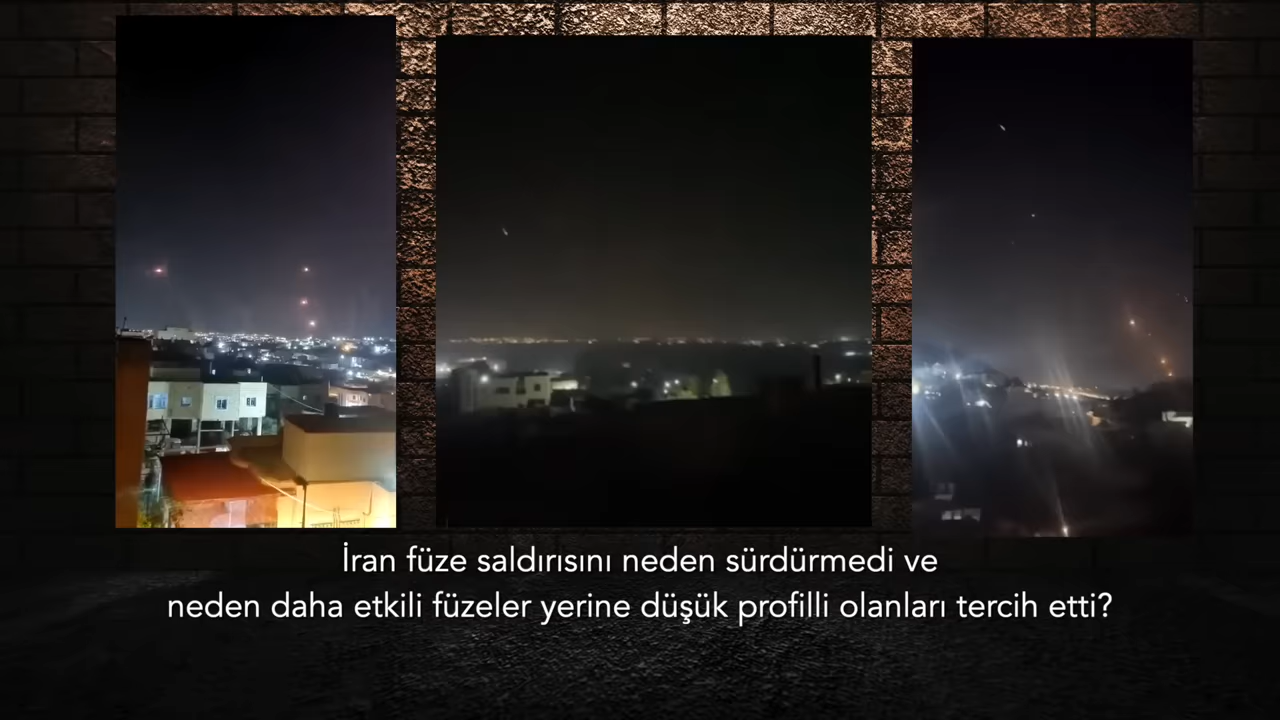 İran füze saldırısını neden sürdürmedi ve
neden daha etkili füzeler yerine düşük profilli olanları tercih etti?